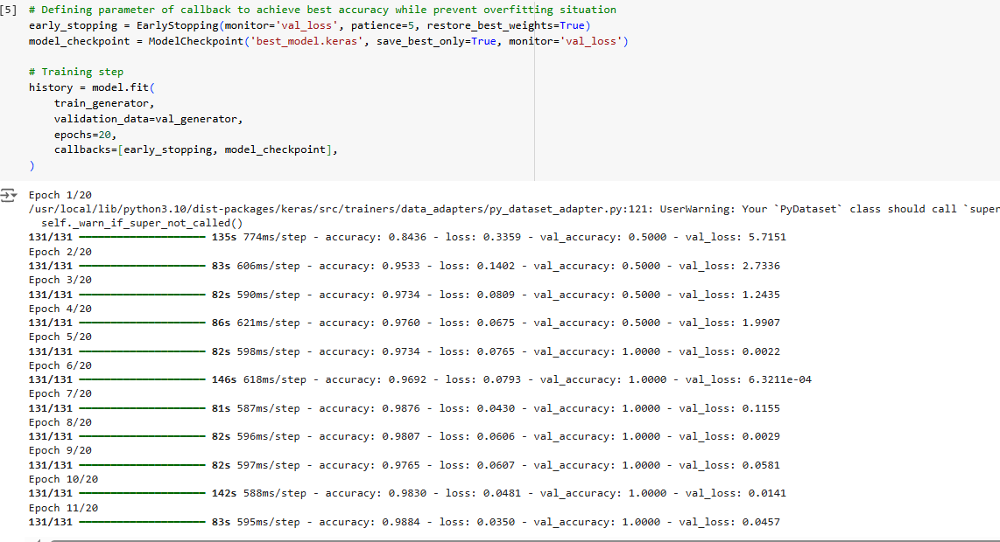 [5] # Defining parameter of callback to achieve best accuracy while prevent overfitting situation
early_stopping = EarlyStopping(monitor='val_loss', patience=5, restore_best_weights=True)
model_checkpoint = ModelCheckpoint('best_model.keras', save_best_only=True, monitor='val_loss')
# Training step
history = model.fit(
train_generator,
validation_data=val_generator,
epochs=20,
callbacks=[early_stopping, model_checkpoint],
)
Epoch 1/20
/usr/local/lib/python3.10/dist-packages/keras/src/trainers/data_adapters/py_dataset_adapter.py:121: UserWarning: Your `PyDataset` class should call `super
self._warn_if_super_not_called()
131/131 135s 774ms/step - accuracy: 0.8436 - loss: 0.3359 - val_accuracy: 0.5000 - val_loss: 5.7151
Epoch 2/20
131/131 83s 606ms/step - accuracy: 0.9533 - loss: 0.1402 - val_accuracy: 0.5000 - val_loss: 2.7336
Epoch 3/20
131/131 82s 590ms/step - accuracy: 0.9734 - loss: 0.0809 - val_accuracy: 0.5000 - val_loss: 1.2435
Epoch 4/20
131/131 86s 621ms/step - accuracy: 0.9760 - loss: 0.0675 - val_accuracy: 0.5000 - val_loss: 1.9907
Epoch 5/20
131/131 82s 598ms/step - accuracy: 0.9734 - loss: 0.0765 - val_accuracy: 1.0000 - val_loss: 0.0022
Epoch 6/20
131/131 146s 618ms/step - accuracy: 0.9692 - loss: 0.0793 - val_accuracy: 1.0000 - val_loss: 6.3211e-04
Epoch 7/20
131/131 81s 587ms/step - accuracy: 0.9876 - loss: 0.0430 - val_accuracy: 1.0000 - val_loss: 0.1155
Epoch 8/20
131/131 82s 596ms/step - accuracy: 0.9807 - loss: 0.0606 - val_accuracy: 1.0000 - val_loss: 0.0029
Epoch 9/20
131/131 82s 597ms/step - accuracy: 0.9765 - loss: 0.0607 - val_accuracy: 1.0000 - val_loss: 0.0581
Epoch 10/20
131/131 142s 588ms/step - accuracy: 0.9830 - loss: 0.0481 - val_accuracy: 1.0000 - val_loss: 0.0141
Epoch 11/20
131/131 83s 595ms/step - accuracy: 0.9884 - loss: 0.0350 - val_accuracy: 1.0000 - val_loss: 0.0457